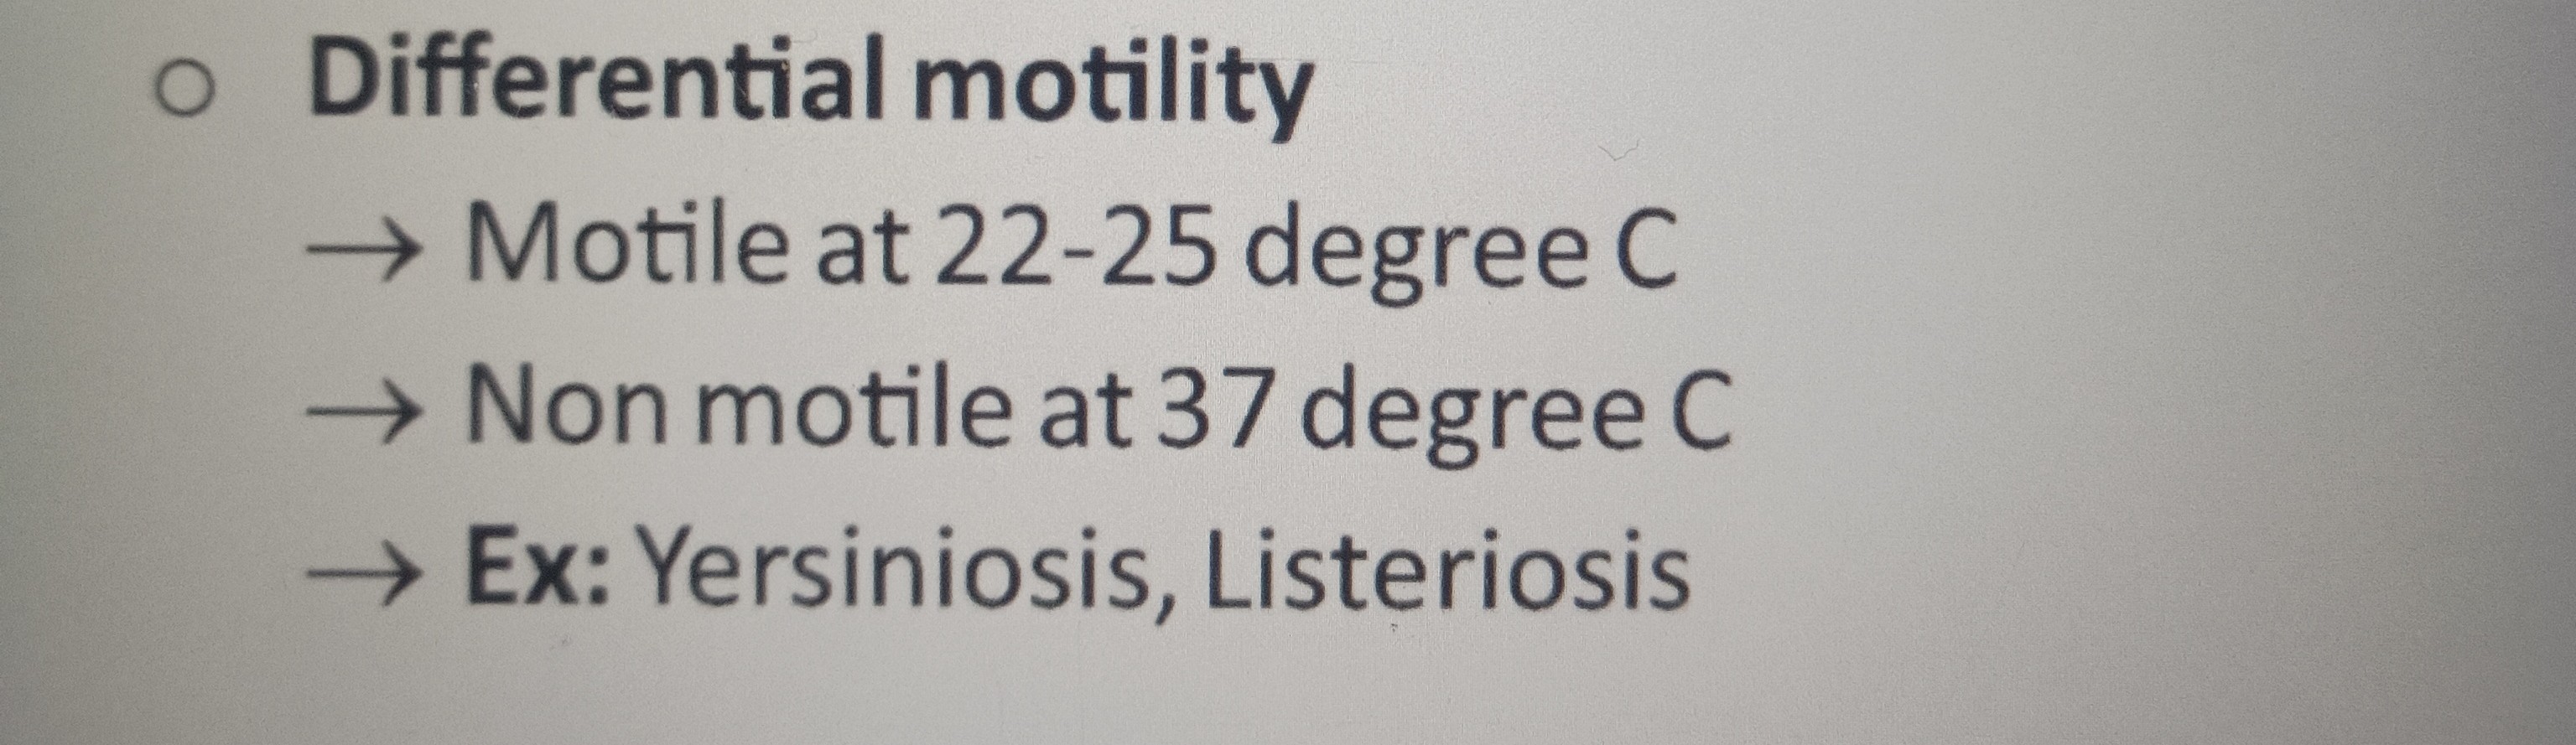 ○ Differential motility
→ Motile at 22-25 degree C
→ Non motile at 37 degree C
→ Ex: Yersiniosis, Listeriosis